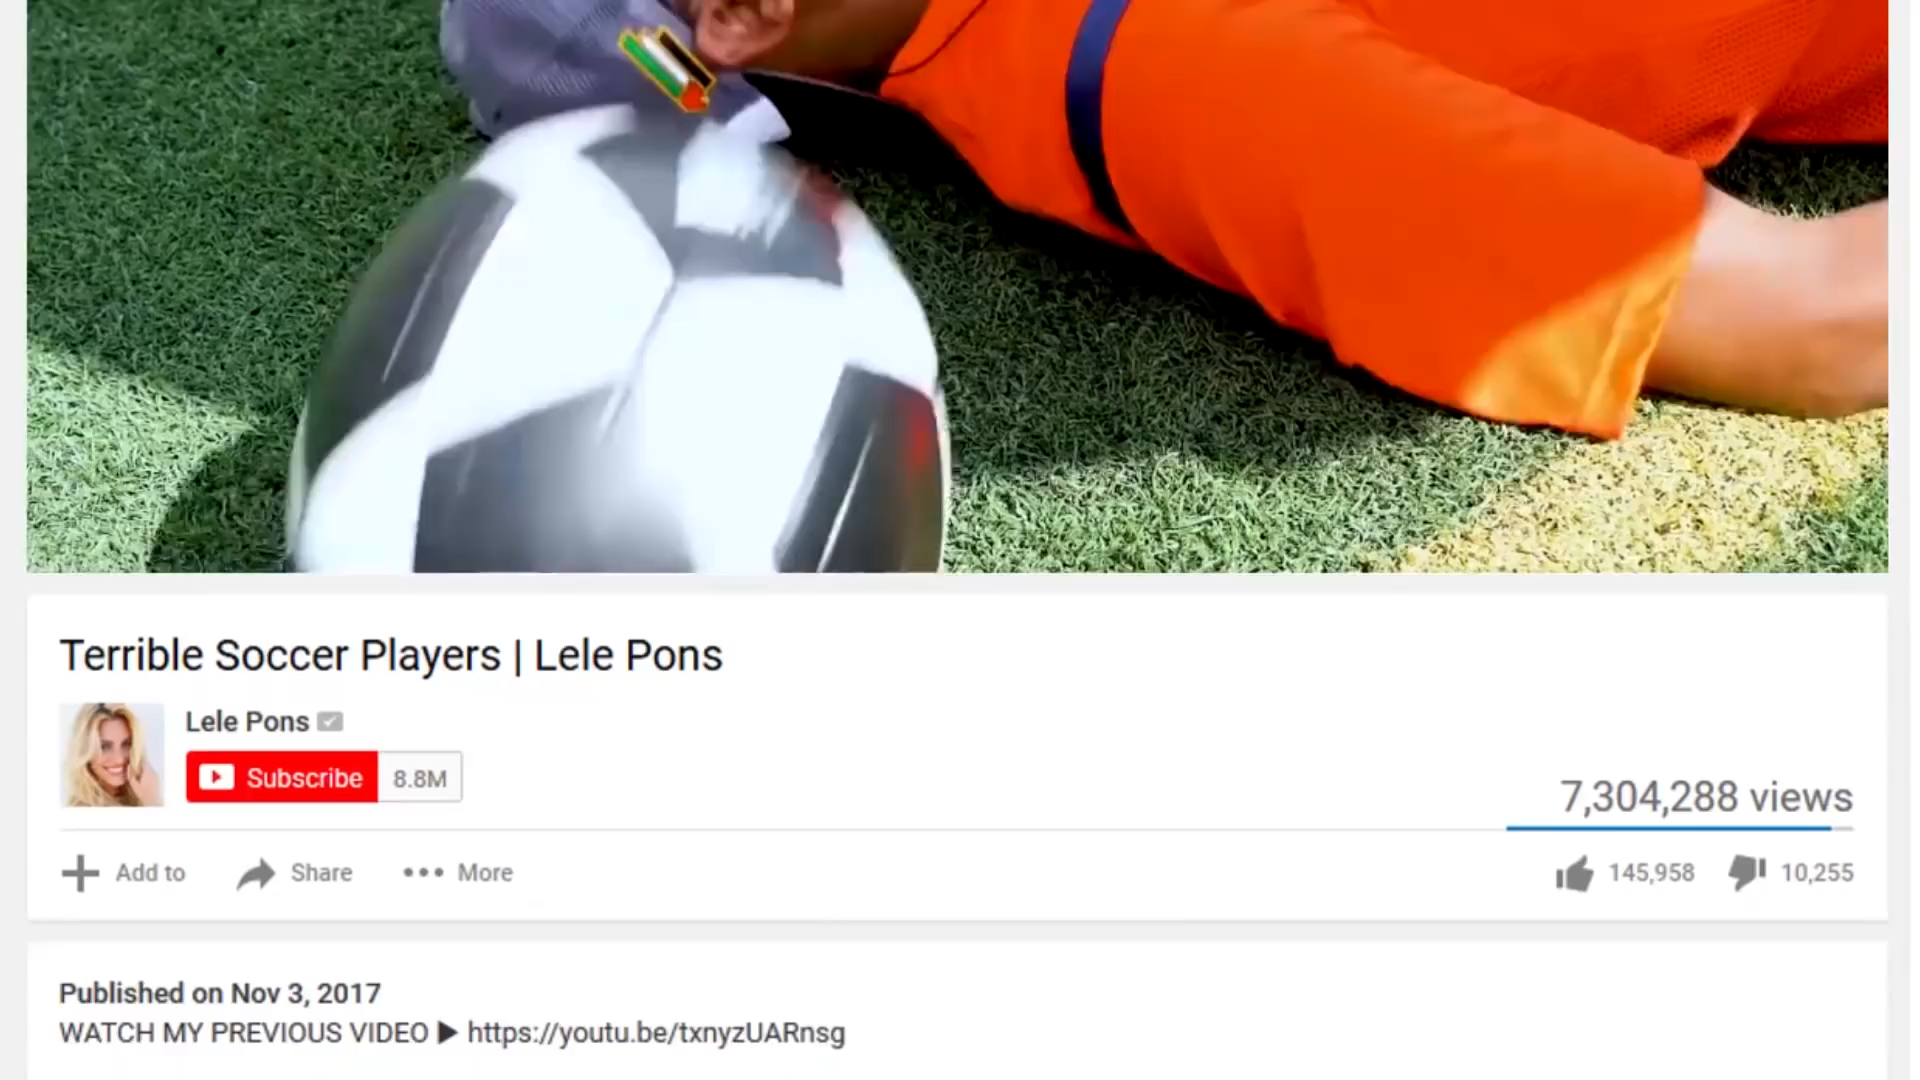 Terrible Soccer Players | Lele Pons
Lele Pons
Subscribe 8.8M
7,304,288 views
Add to Share More 145,958 10,255
Published on Nov 3, 2017
WATCH MY PREVIOUS VIDEO ▶ https://youtu.be/txnyzUARnsg